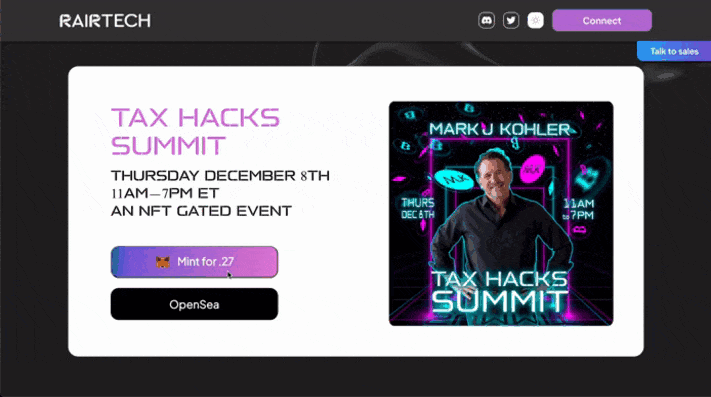 RAIRTECH
Connect
Talk to sales
TAX HACKS
SUMMIT
THURSDAY DECEMBER 8TH
11AM—7PM ET
AN NFT GATED EVENT
Mint for .27
OpenSea
MARK J KOHLER
THURS
DEC 8TH
11AM
to 7PM
TAX HACKS
SUMMIT